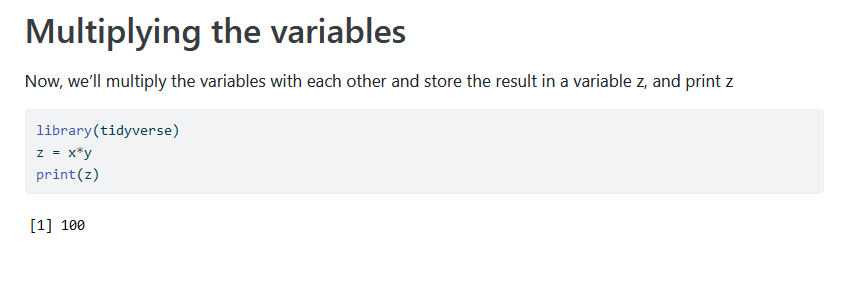 Multiplying the variables
Now, we’ll multiply the variables with each other and store the result in a variable z, and print z
library(tidyverse)
z = x*y
print(z)
[1] 100